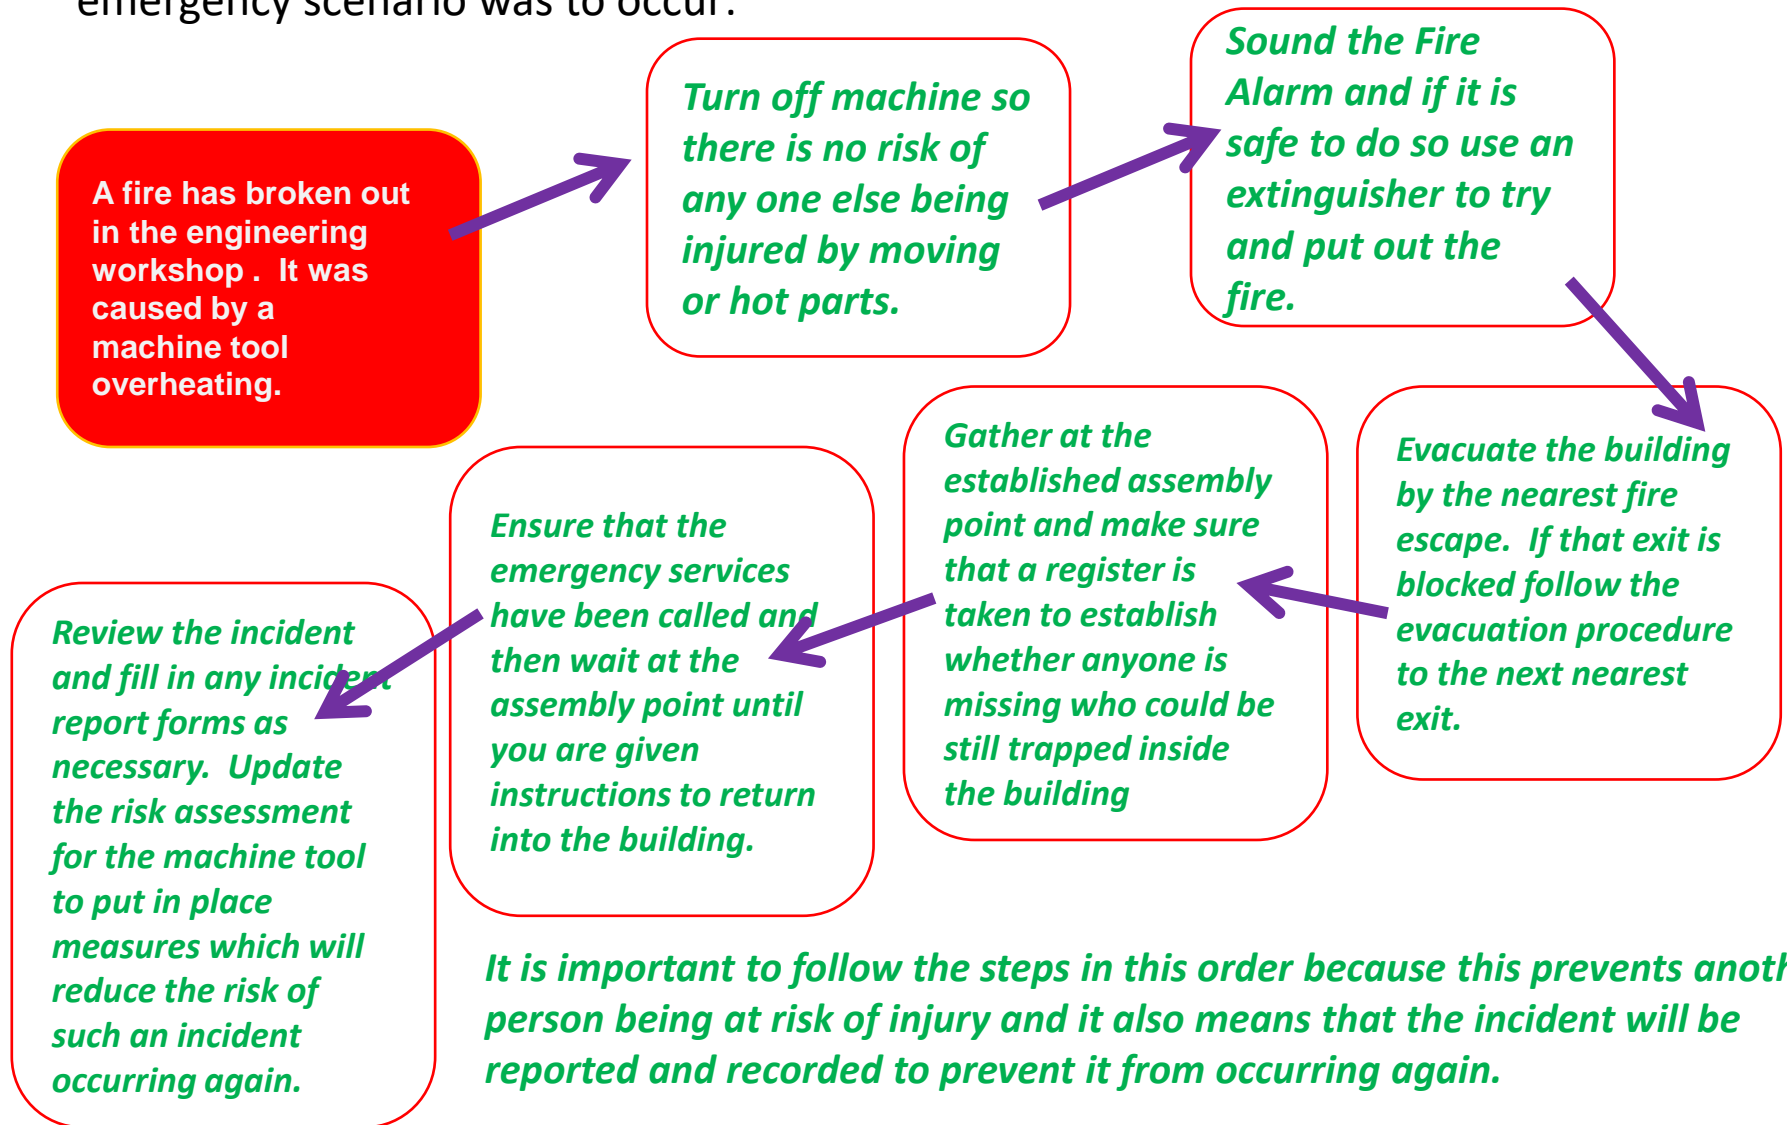 emergency scenario was to occur.
A fire has broken out
in the engineering
workshop .  It was
caused by a
machine tool
overheating.
Turn off machine so
there is no risk of
any one else being
injured by moving
or hot parts.
Sound the Fire
Alarm and if it is
safe to do so use an
extinguisher to try
and put out the
fire.
Evacuate the building
by the nearest fire
escape.  If that exit is
blocked follow the
evacuation procedure
to the next nearest
exit.
Gather at the
established assembly
point and make sure
that a register is
taken to establish
whether anyone is
missing who could be
still trapped inside
the building
Ensure that the
emergency services
have been called and
then wait at the
assembly point until
you are given
instructions to return
into the building.
Review the incident
and fill in any incident
report forms as
necessary.  Update
the risk assessment
for the machine tool
to put in place
measures which will
reduce the risk of
such an incident
occurring again.
It is important to follow the steps in this order because this prevents anoth
person being at risk of injury and it also means that the incident will be
reported and recorded to prevent it from occurring again.